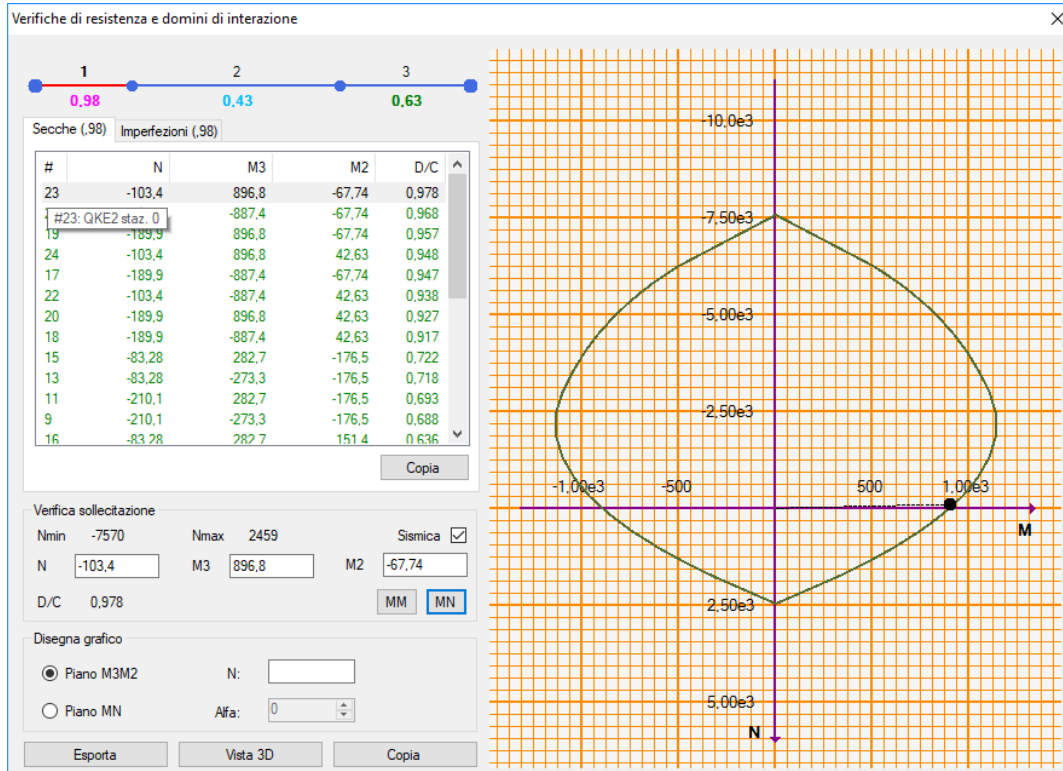 Verifiche di resistenza e domini di interazione
1 2 3
0,98 0,43 0,63
Secche (,98) Imperfezioni (,98)
# N M3 M2 D/C
23 -103,4 896,8 -67,74 0,978
-887,4 -67,74 0,968
#23: QKE2 staz. 0
19 -189,9 896,8 -67,74 0,957
24 -103,4 896,8 42,63 0,948
17 -189,9 -887,4 -67,74 0,947
22 -103,4 -887,4 42,63 0,938
20 -189,9 896,8 42,63 0,927
18 -189,9 -887,4 42,63 0,917
15 -83,28 282,7 -176,5 0,722
13 -83,28 -273,3 -176,5 0,718
11 -210,1 282,7 -176,5 0,693
9 -210,1 -273,3 -176,5 0,688
16 -83,28 282,7 151,4 0,636
Copia
Verifica sollecitazione
Nmin -7570 Nmax 2459 Sismica
N -103,4 M3 896,8 M2 -67,74
D/C 0,978 MM MN
Disegna grafico
Piano M3M2 N:
Piano MN Alfa: 0
Esporta Vista 3D Copia
-10,0e3
-7,50e3
-5,00e3
-2,50e3
-1,00e3 -500 500 1,00e3
M
2,50e3
5,00e3
N